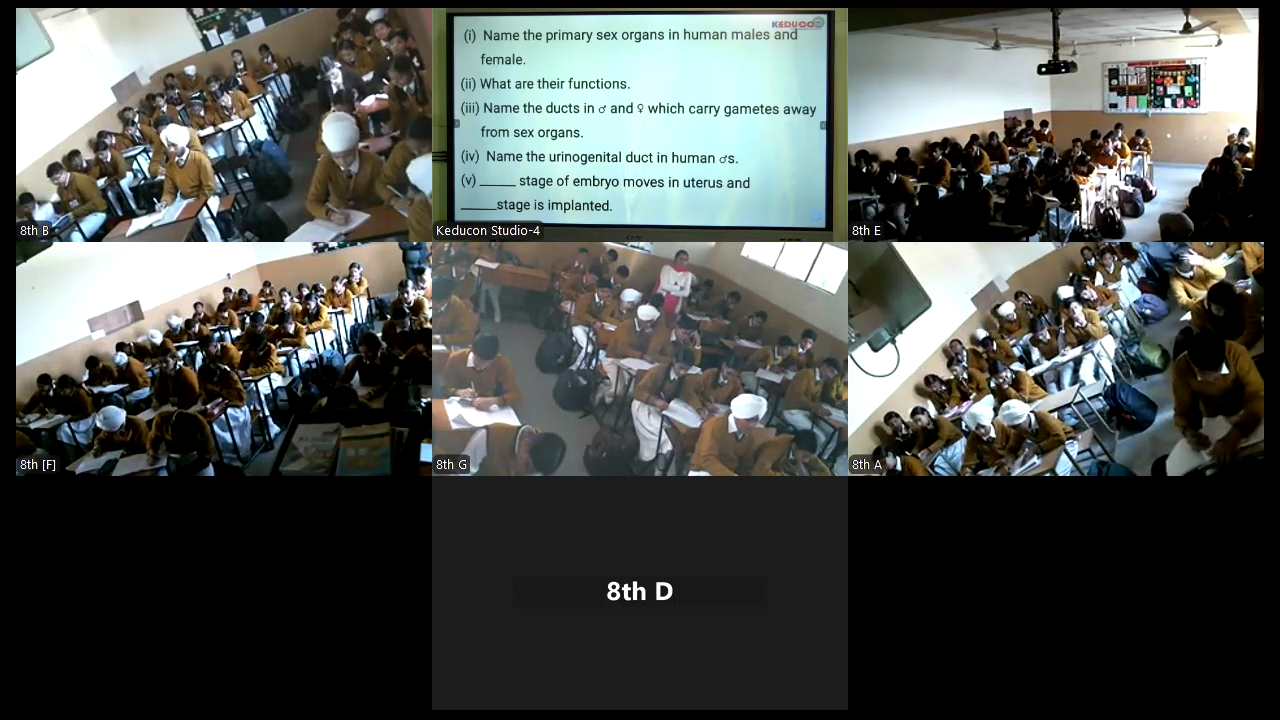 KEDUCON
(i) Name the primary sex organs in human males and
female.
(ii) What are their functions.
(iii) Name the ducts in ♂ and ♀ which carry gametes away
from sex organs.
(iv) Name the urinogenital duct in human ♂s.
(v) _____ stage of embryo moves in uterus and
_____stage is implanted.
8th B
Keducon Studio-4
8th E
8th [F]
8th G
8th A
8th D